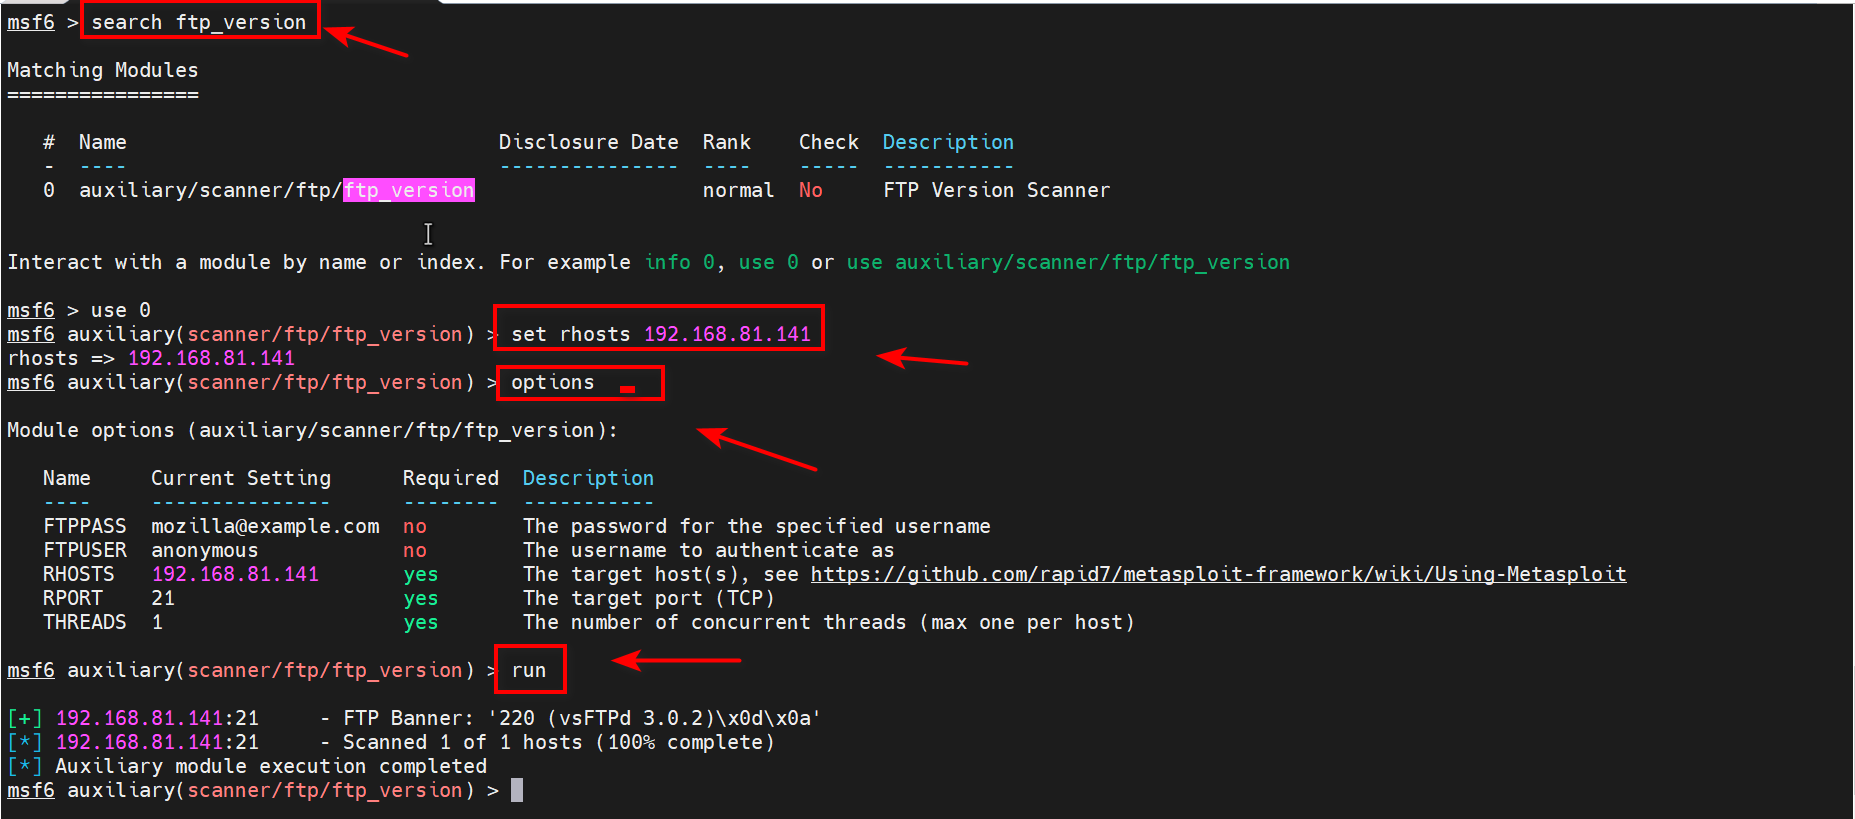 msf6 > search ftp_version
Matching Modules
================
# Name Disclosure Date Rank Check Description
- ---- --------------- ---- ----- -----------
0 auxiliary/scanner/ftp/ftp_version normal No FTP Version Scanner
Interact with a module by name or index. For example info 0, use 0 or use auxiliary/scanner/ftp/ftp_version
msf6 > use 0
msf6 auxiliary(scanner/ftp/ftp_version) > set rhosts 192.168.81.141
rhosts => 192.168.81.141
msf6 auxiliary(scanner/ftp/ftp_version) > options
Module options (auxiliary/scanner/ftp/ftp_version):
Name Current Setting Required Description
---- --------------- -------- -----------
FTPPASS mozilla@example.com no The password for the specified username
FTPUSER anonymous no The username to authenticate as
RHOSTS 192.168.81.141 yes The target host(s), see https://github.com/rapid7/metasploit-framework/wiki/Using-Metasploit
RPORT 21 yes The target port (TCP)
THREADS 1 yes The number of concurrent threads (max one per host)
msf6 auxiliary(scanner/ftp/ftp_version) > run
[+] 192.168.81.141:21 - FTP Banner: '220 (vsFTPd 3.0.2)\x0d\x0a'
[*] 192.168.81.141:21 - Scanned 1 of 1 hosts (100% complete)
[*] Auxiliary module execution completed
msf6 auxiliary(scanner/ftp/ftp_version) >